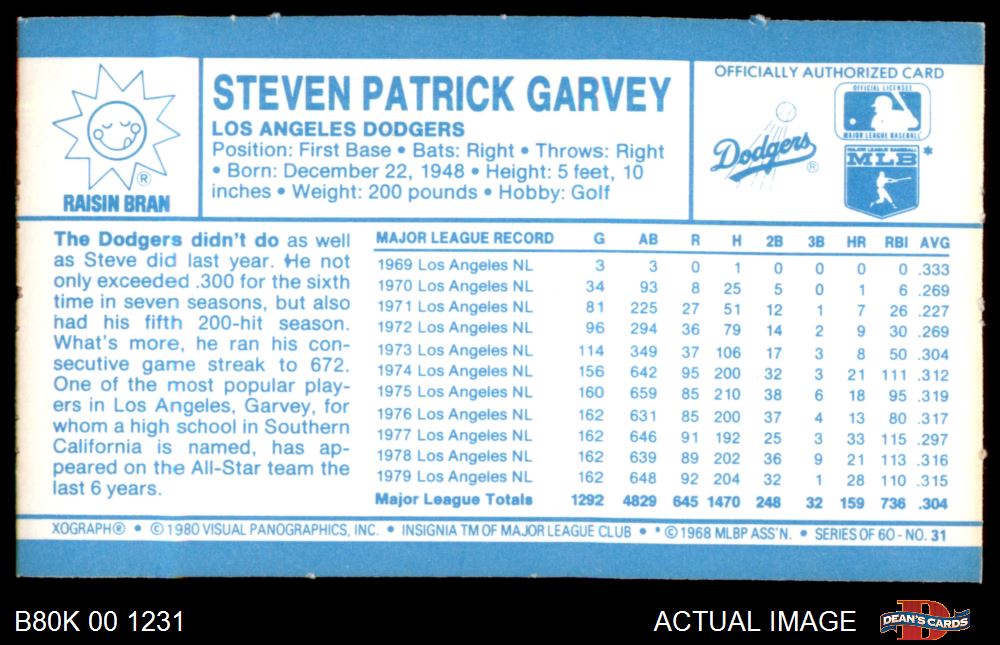 STEVEN PATRICK GARVEY
LOS ANGELES DODGERS
Position: First Base • Bats: Right • Throws: Right
• Born: December 22, 1948 • Height: 5 feet, 10
inches • Weight: 200 pounds • Hobby: Golf
®
RAISIN BRAN
OFFICIALLY AUTHORIZED CARD
Dodgers ®
OFFICIAL LICENSEE
MAJOR LEAGUE BASEBALL
MAJOR LEAGUE BASEBALL
MLB *
The Dodgers didn't do as well
as Steve did last year. He not
only exceeded .300 for the sixth
time in seven seasons, but also
had his fifth 200-hit season.
What's more, he ran his con-
secutive game streak to 672.
One of the most popular play-
ers in Los Angeles, Garvey, for
whom a high school in Southern
California is named, has ap-
peared on the All-Star team the
last 6 years.
MAJOR LEAGUE RECORD G AB R H 2B 3B HR RBI AVG
1969 Los Angeles NL 3 3 0 1 0 0 0 0 .333
1970 Los Angeles NL 34 93 8 25 5 0 1 6 .269
1971 Los Angeles NL 81 225 27 51 12 1 7 26 .227
1972 Los Angeles NL 96 294 36 79 14 2 9 30 .269
1973 Los Angeles NL 114 349 37 106 17 3 8 50 .304
1974 Los Angeles NL 156 642 95 200 32 3 21 111 .312
1975 Los Angeles NL 160 659 85 210 38 6 18 95 .319
1976 Los Angeles NL 162 631 85 200 37 4 13 80 .317
1977 Los Angeles NL 162 646 91 192 25 3 33 115 .297
1978 Los Angeles NL 162 639 89 202 36 9 21 113 .316
1979 Los Angeles NL 162 648 92 204 32 1 28 110 .315
Major League Totals 1292 4829 645 1470 248 32 159 736 .304
XOGRAPH® • © 1980 VISUAL PANOGRAPHICS, INC. • INSIGNIA TM OF MAJOR LEAGUE CLUB • * © 1968 MLBP ASS'N. • SERIES OF 60 - NO. 31
B80K 00 1231
ACTUAL IMAGE
D
DEAN'S CARDS